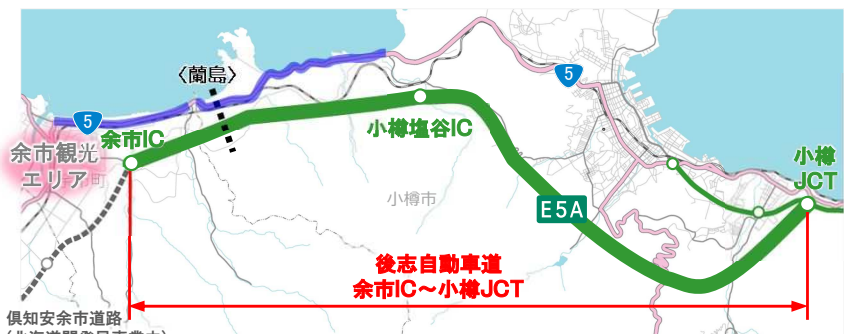 5
〈蘭島〉
5
余市IC
小樽塩谷IC
余市観光
エリア
小樽
JCT
小樽市
E5A
後志自動車道
余市IC～小樽JCT
倶知安余市道路